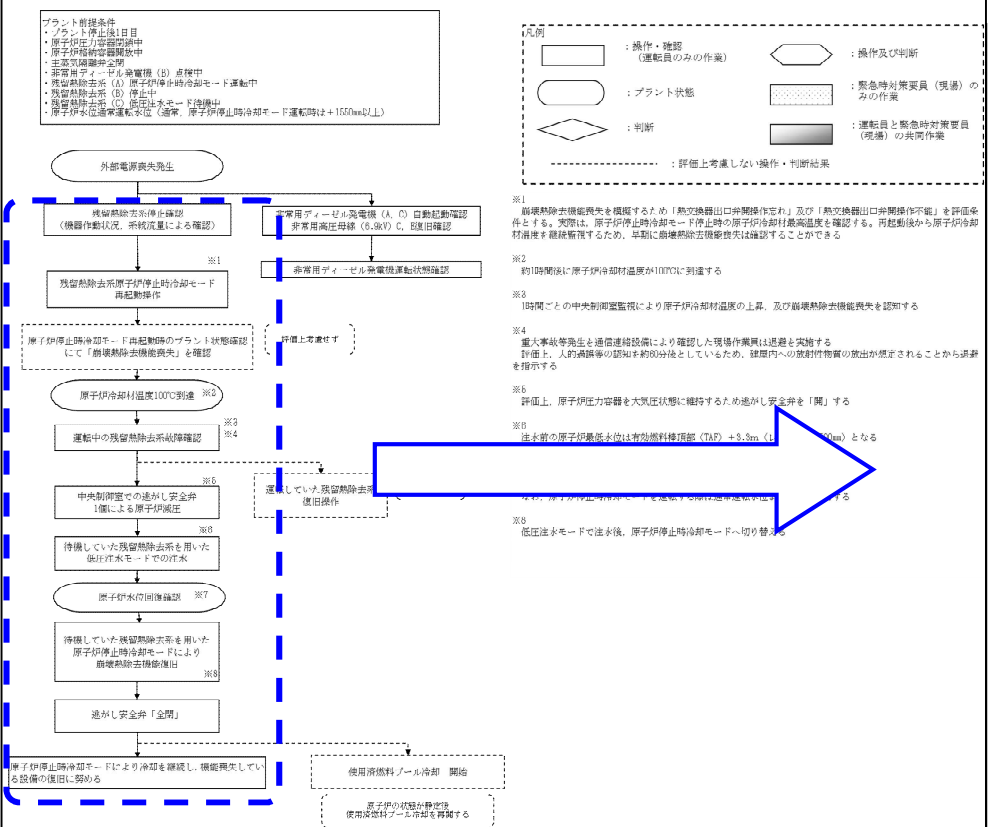 プラント前提条件
・プラント停止後1日目
・原子炉圧力容器閉鎖中
・原子炉格納容器開放中
・主蒸気隔離弁全閉
・非常用ディーゼル発電機（B）点検中
・残留熱除去系（A）原子炉停止時冷却モード運転中
・残留熱除去系（B）停止中
・残留熱除去系（C）低圧注水モード待機中
・原子炉水位通常運転水位（通常，原子炉停止時冷却モード運転時は＋1550mm以上）
凡例
：操作・確認
（運転員のみの作業）
：操作及び判断
：プラント状態
：緊急時対策要員（現場）の
みの作業
：判断
：運転員と緊急時対策要員
（現場）の共同作業
：評価上考慮しない操作・判断結果
外部電源喪失発生
残留熱除去系停止確認
（機器作動状況，系統流量による確認）
非常用ディーゼル発電機（A，C）自動起動確認
非常用高圧母線（6.9kV）C，E復旧確認
非常用ディーゼル発電機運転状態確認
※1
残留熱除去系原子炉停止時冷却モード
再起動操作
原子炉停止時冷却モード再起動時のプラント状態確認
にて「崩壊熱除去機能喪失」を確認
評価上考慮せず
原子炉冷却材温度100℃到達
※2
※3
※4
運転中の残留熱除去系故障確認
運転していた残留熱除去系
復旧操作
※5
中央制御室での逃がし安全弁
1個による原子炉減圧
※6
待機していた残留熱除去系を用いた
低圧注水モードでの注水
原子炉水位回復確認
※7
待機していた残留熱除去系を用いた
原子炉停止時冷却モードにより
崩壊熱除去機能復旧
※8
逃がし安全弁「全閉」
原子炉停止時冷却モードにより冷却を継続し，機能喪失してい
る設備の復旧に努める
使用済燃料プール冷却　開始
原子炉の状態が静定後
使用済燃料プール冷却を再開する
※1
崩壊熱除去機能喪失を模擬するため「熱交換器出口弁開操作忘れ」及び「熱交換器出口弁開操作不能」を評価条
件とする。実際は，原子炉停止時冷却モード停止時の原子炉冷却材最高温度を確認する。再起動後から原子炉冷却
材温度を継続監視するため，早期に崩壊熱除去機能喪失は確認することができる
※2
約1時間後に原子炉冷却材温度が100℃に到達する
※3
1時間ごとの中央制御室監視により原子炉冷却材温度の上昇，及び崩壊熱除去機能喪失を認知する
※4
重大事故等発生を通信連絡設備により確認した現場作業員は退避を実施する
評価上，人的過誤等の認知を約60分後としているため，建屋内への放射性物質の放出が想定されることから退避
を指示する
※5
評価上，原子炉圧力容器を大気圧状態に維持するため逃がし安全弁を「開」する
※6
注水前の原子炉最低水位は有効燃料棒頂部（TAF）＋3.3m（ となる
なお，原子炉停止時冷却モードを運転する際は通常運転水位 する
※8
低圧注水モードで注水後，原子炉停止時冷却モードへ切り替える